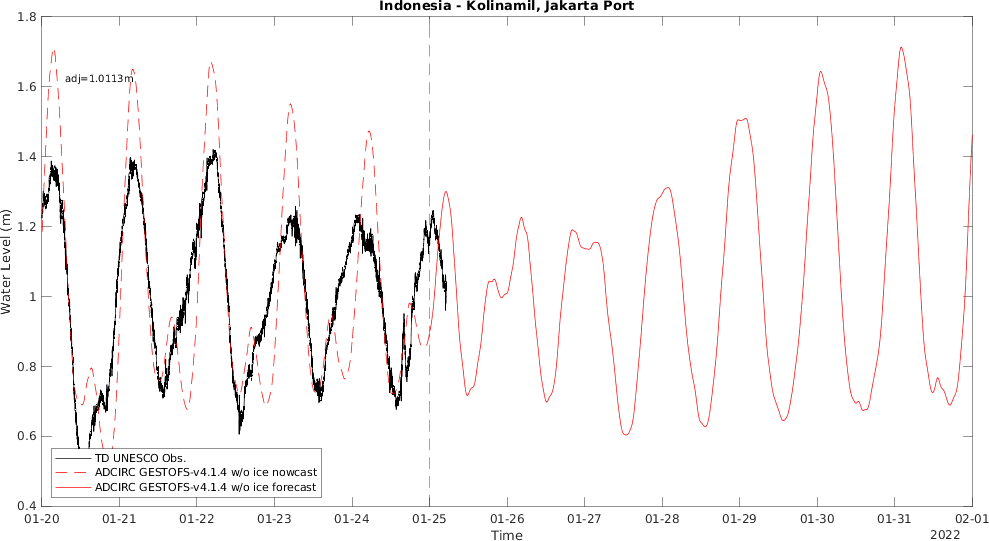 Indonesia - Kolinamil, Jakarta Port
1.8
1.6
1.4
1.2
1
0.8
0.6
0.4
Water Level (m)
adj=1.0113m
TD UNESCO Obs.
ADCIRC GESTOFS-v4.1.4 w/o ice nowcast
ADCIRC GESTOFS-v4.1.4 w/o ice forecast
01-20 01-21 01-22 01-23 01-24 01-25 01-26 01-27 01-28 01-29 01-30 01-31 02-01
Time
2022